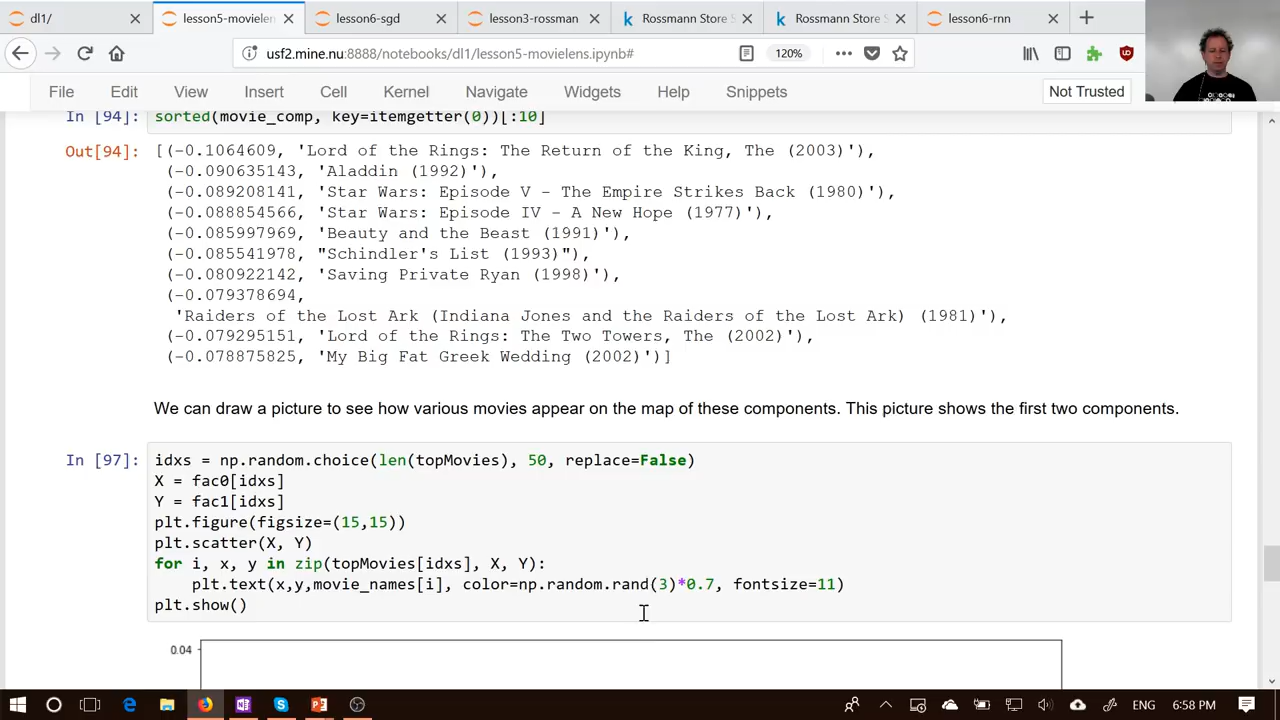 dl1/
lesson5-movielen
lesson6-sgd
lesson3-rossman
Rossmann Store S
Rossmann Store S
lesson6-rnn
usf2.mine.nu:8888/notebooks/dl1/lesson5-movielens.ipynb#
120%
File Edit View Insert Cell Kernel Navigate Widgets Help Snippets Not Trusted
In [94]: sorted(movie_comp, key=itemgetter(0))[:10]
Out[94]: [(-0.1064609, 'Lord of the Rings: The Return of the King, The (2003)'),
(-0.090635143, 'Aladdin (1992)'),
(-0.089208141, 'Star Wars: Episode V - The Empire Strikes Back (1980)'),
(-0.088854566, 'Star Wars: Episode IV - A New Hope (1977)'),
(-0.085997969, 'Beauty and the Beast (1991)'),
(-0.085541978, "Schindler's List (1993)"),
(-0.080922142, 'Saving Private Ryan (1998)'),
(-0.079378694,
'Raiders of the Lost Ark (Indiana Jones and the Raiders of the Lost Ark) (1981)'),
(-0.079295151, 'Lord of the Rings: The Two Towers, The (2002)'),
(-0.078875825, 'My Big Fat Greek Wedding (2002)')]
We can draw a picture to see how various movies appear on the map of these components. This picture shows the first two components.
In [97]: idxs = np.random.choice(len(topMovies), 50, replace=False)
X = fac0[idxs]
Y = fac1[idxs]
plt.figure(figsize=(15,15))
plt.scatter(X, Y)
for i, x, y in zip(topMovies[idxs], X, Y):
plt.text(x,y,movie_names[i], color=np.random.rand(3)*0.7, fontsize=11)
plt.show()
0.04
ENG 6:58 PM